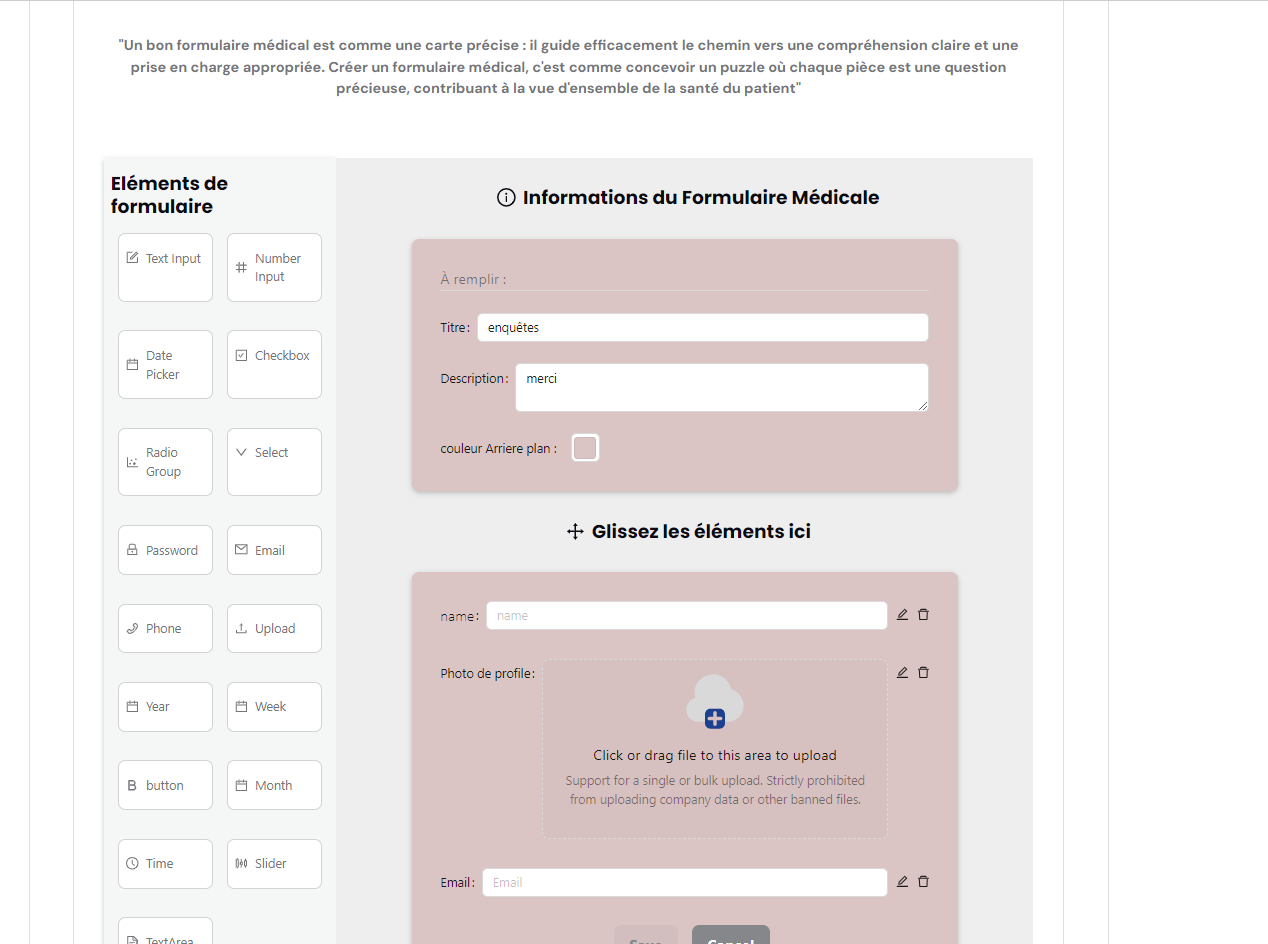 "Un bon formulaire médical est comme une carte précise : il guide efficacement le chemin vers une compréhension claire et une
prise en charge appropriée. Créer un formulaire médical, c'est comme concevoir un puzzle où chaque pièce est une question
précieuse, contribuant à la vue d'ensemble de la santé du patient"
Eléments de
formulaire
Text Input
Number
Input
Date
Picker
Checkbox
Radio
Group
Select
Password
Email
Phone
Upload
Year
Week
button
Month
Time
Slider
TextArea
Informations du Formulaire Médicale
À remplir :
Titre: enquêtes
Description: merci
couleur Arriere plan :
Glissez les éléments ici
name: name
Photo de profile:
Click or drag file to this area to upload
Support for a single or bulk upload. Strictly prohibited
from uploading company data or other banned files.
Email: Email
Save Cancel